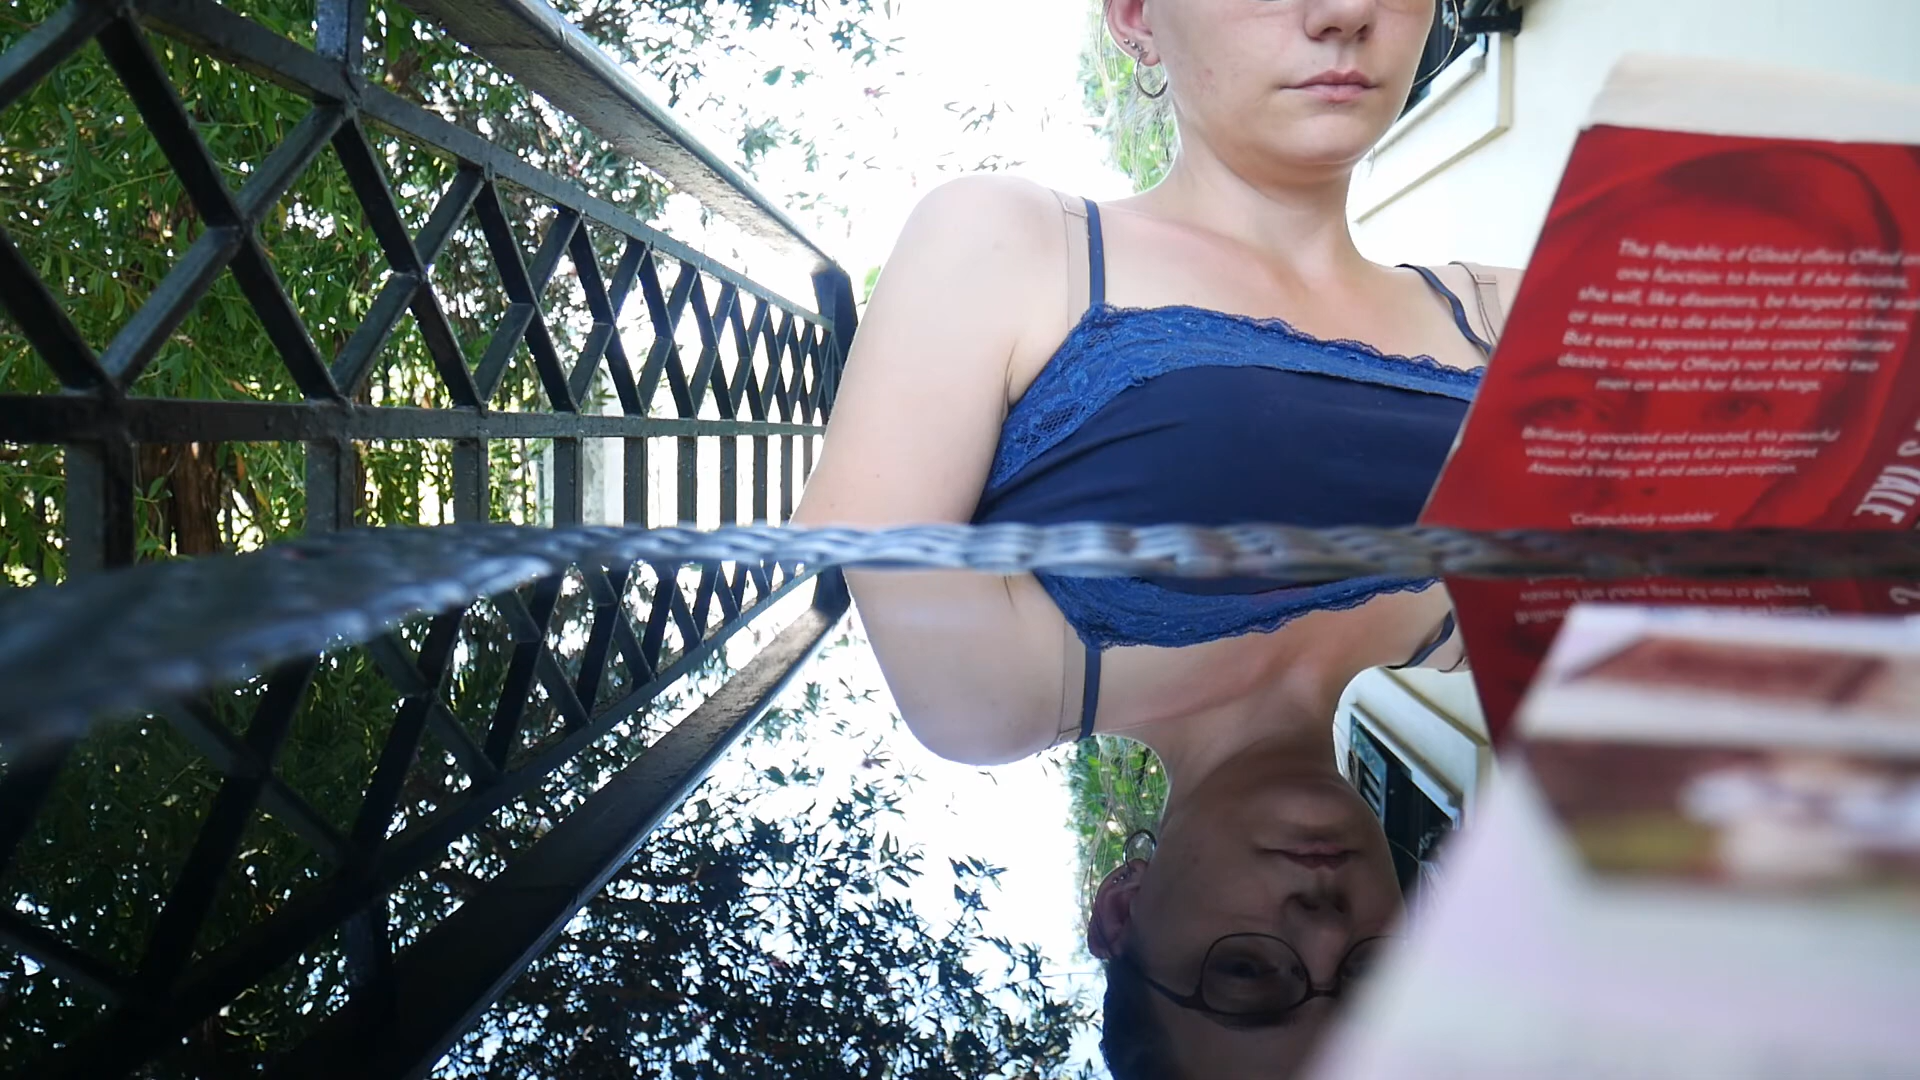 The Republic of Gilead offers Offred
one function: to breed. If she deviates,
she will, like dissenters, be hanged at the
or sent out to die slowly of radiation sickness.
But even a repressive state cannot obliterate
desire – neither Offred's nor that of the two
men on which her future hangs.
Brilliantly conceived and executed, this powerful
vision of the future gives full rein to Margaret
Atwood's irony, wit and astute perception.
'Compulsively readable'
'S TALE